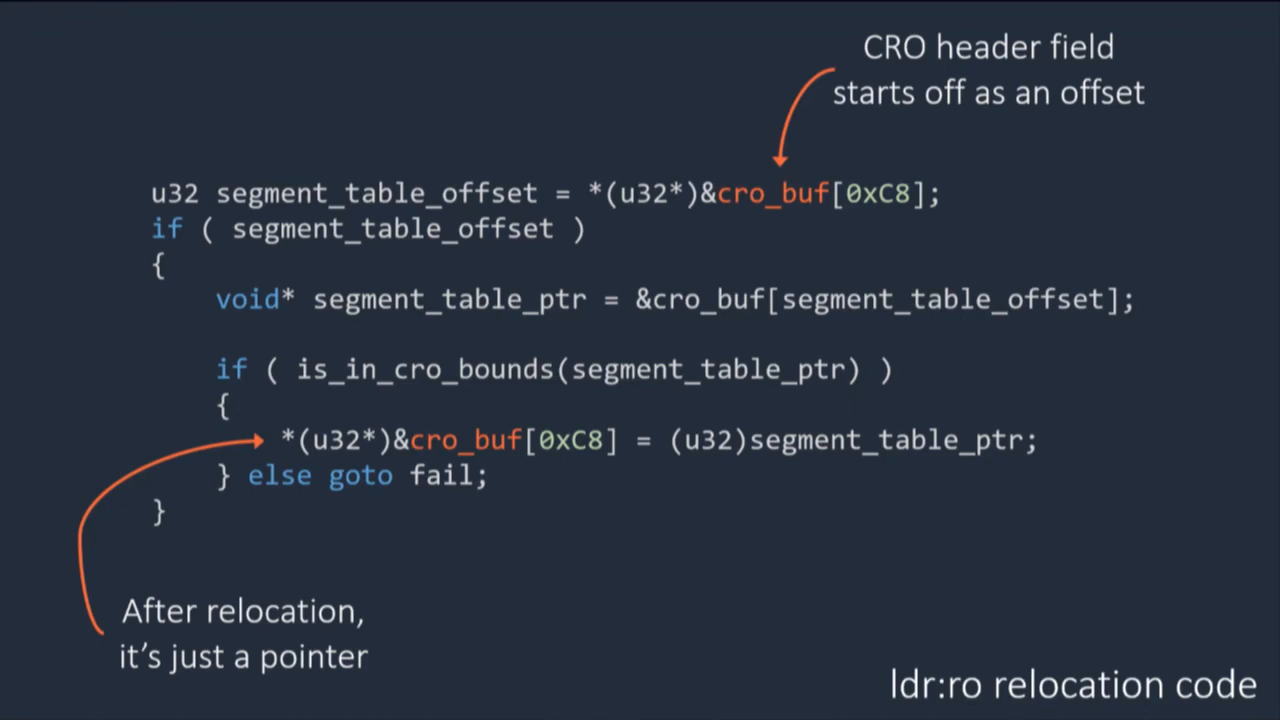 CRO header field
starts off as an offset
u32 segment_table_offset = *(u32*)&cro_buf[0xC8];
if ( segment_table_offset )
{
void* segment_table_ptr = &cro_buf[segment_table_offset];
if ( is_in_cro_bounds(segment_table_ptr) )
{
*(u32*)&cro_buf[0xC8] = (u32)segment_table_ptr;
} else goto fail;
}
After relocation,
it's just a pointer
ldr:ro relocation code